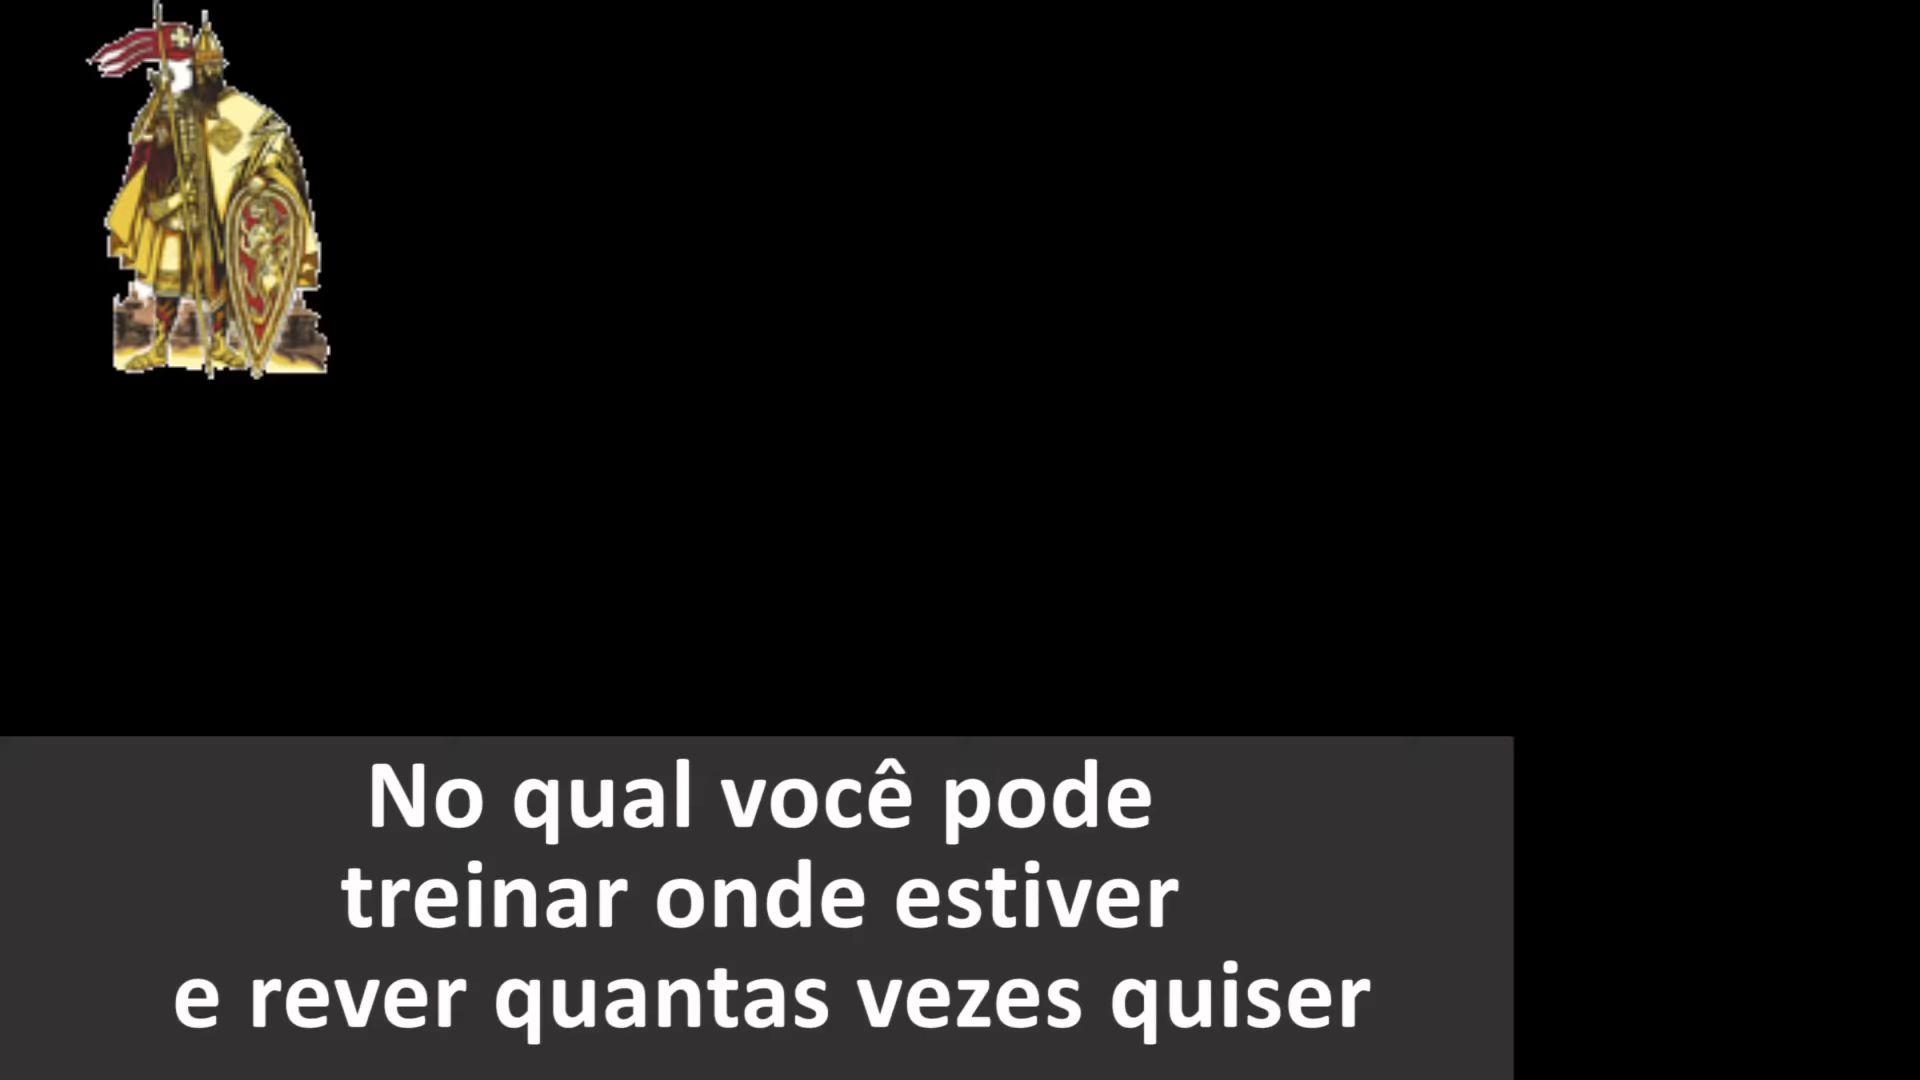 No qual você pode
treinar onde estiver
e rever quantas vezes quiser